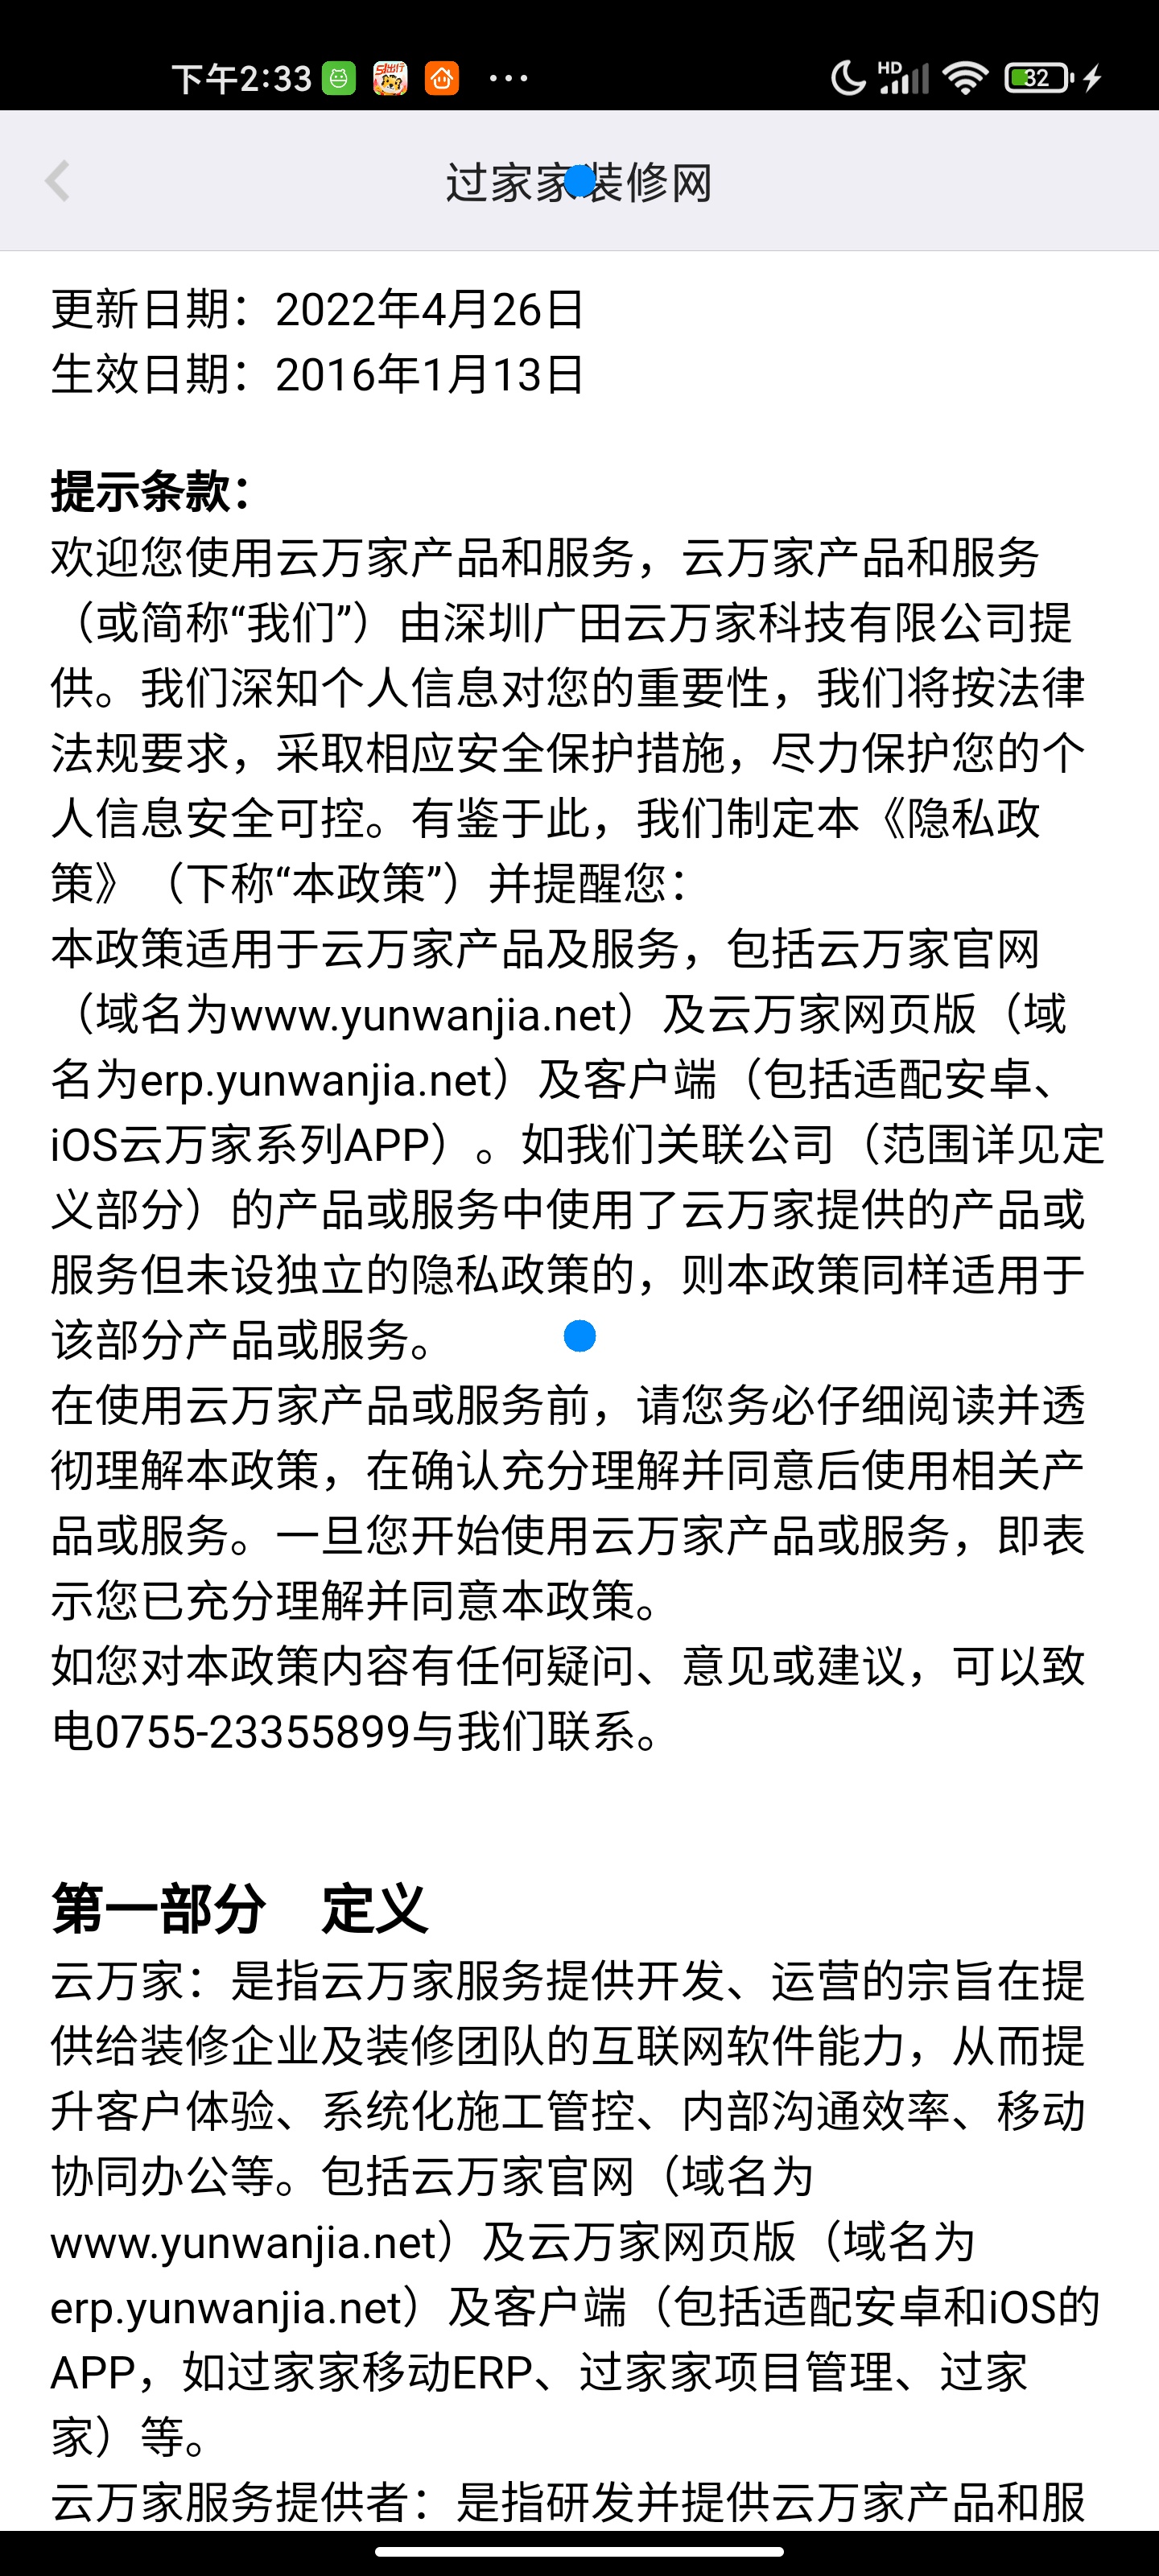 下午2:33
51出行
HD
32
过家家装修网
更新日期：2022年4月26日
生效日期：2016年1月13日
提示条款：
欢迎您使用云万家产品和服务，云万家产品和服务
（或简称“我们”）由深圳广田云万家科技有限公司提
供。我们深知个人信息对您的重要性，我们将按法律
法规要求，采取相应安全保护措施，尽力保护您的个
人信息安全可控。有鉴于此，我们制定本《隐私政
策》（下称“本政策”）并提醒您：
本政策适用于云万家产品及服务，包括云万家官网
（域名为www.yunwanjia.net）及云万家网页版（域
名为erp.yunwanjia.net）及客户端（包括适配安卓、
iOS云万家系列APP）。如我们关联公司（范围详见定
义部分）的产品或服务中使用了云万家提供的产品或
服务但未设独立的隐私政策的，则本政策同样适用于
该部分产品或服务。
在使用云万家产品或服务前，请您务必仔细阅读并透
彻理解本政策，在确认充分理解并同意后使用相关产
品或服务。一旦您开始使用云万家产品或服务，即表
示您已充分理解并同意本政策。
如您对本政策内容有任何疑问、意见或建议，可以致
电0755-23355899与我们联系。
第一部分　定义
云万家：是指云万家服务提供开发、运营的宗旨在提
供给装修企业及装修团队的互联网软件能力，从而提
升客户体验、系统化施工管控、内部沟通效率、移动
协同办公等。包括云万家官网（域名为
www.yunwanjia.net）及云万家网页版（域名为
erp.yunwanjia.net）及客户端（包括适配安卓和iOS的
APP，如过家家移动ERP、过家家项目管理、过家
家）等。
云万家服务提供者：是指研发并提供云万家产品和服